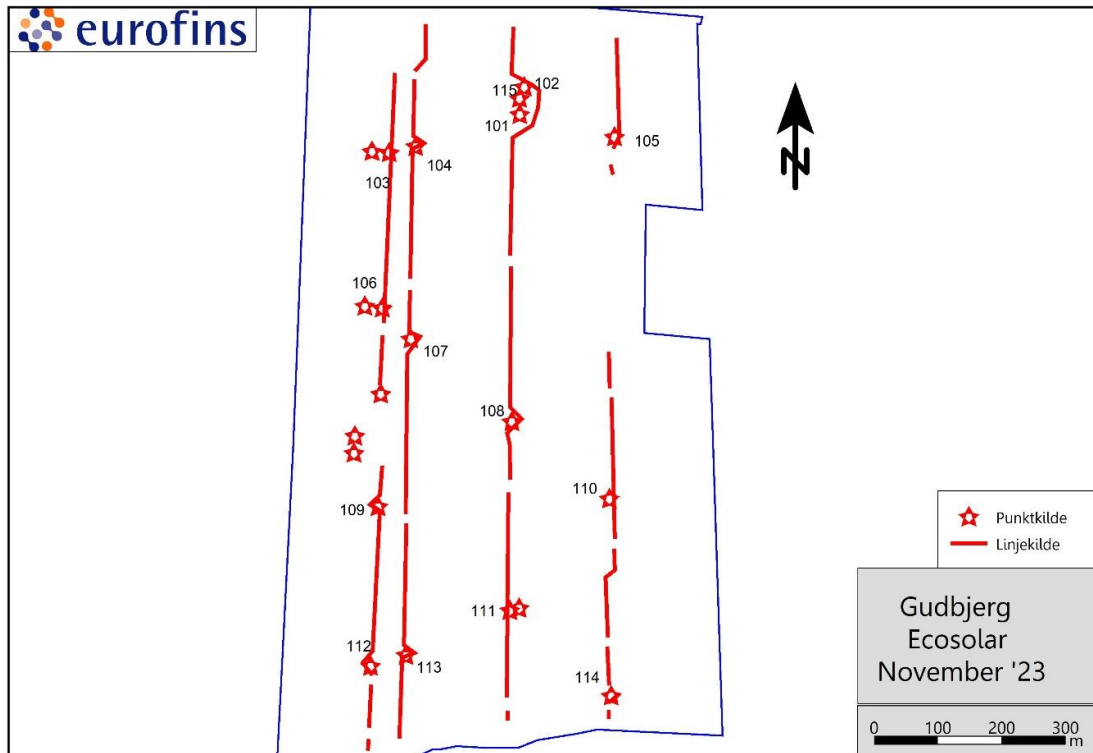 eurofins
102
115
101
105
104
103
106
107
108
110
109
111
112
113
114
Punktkilde
Linjekilde
Gudbjerg
Ecosolar
November '23
0 100 200 300
m
N